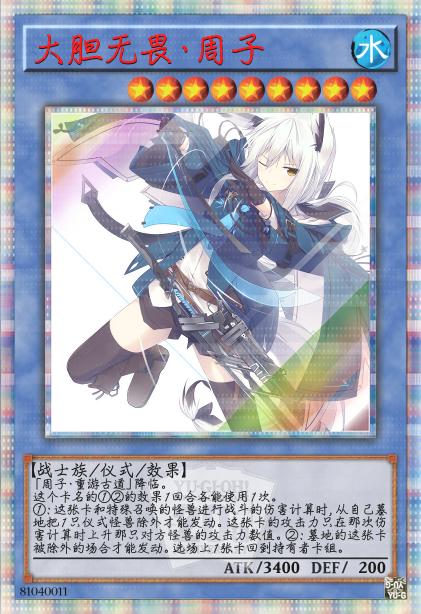 大胆无畏·周子
水
【战士族/仪式/效果】
「周子·重游古道」降临。
这个卡名的①②的效果1回合各能使用1次。
①:这张卡和特殊召唤的怪兽进行战斗的伤害计算时,从自己墓
地把1只仪式怪兽除外才能发动。这张卡的攻击力只在那次伤
害计算时上升那只对方怪兽的攻击力数值。②:墓地的这张卡
被除外的场合才能发动。选场上1张卡回到持有者卡组。
YU-GI-OH!
ATK/3400 DEF/ 200
81040011